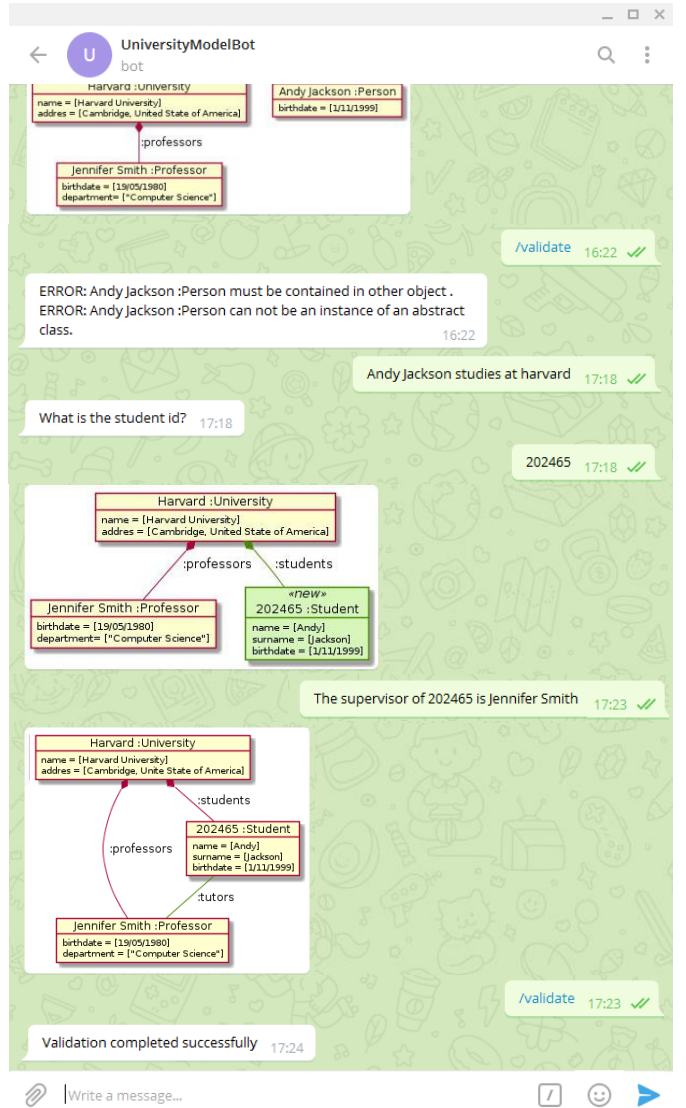 UniversityModelBot
U
bot
Harvard :University
name = [Harvard University]
addres = [Cambridge, United State of America]
Andy Jackson :Person
birthdate = [1/11/1999]
:professors
Jennifer Smith :Professor
birthdate = [19/05/1980]
department= ["Computer Science"]
/validate 16:22
ERROR: Andy Jackson :Person must be contained in other object .
ERROR: Andy Jackson :Person can not be an instance of an abstract
class.
16:22
Andy Jackson studies at harvard 17:18
What is the student id? 17:18
202465 17:18
Harvard :University
name = [Harvard University]
addres = [Cambridge, United State of America]
:professors :students
Jennifer Smith :Professor
birthdate = [19/05/1980]
department= ["Computer Science"]
«new»
202465 :Student
name = [Andy]
surname = [Jackson]
birthdate = [1/11/1999]
The supervisor of 202465 is Jennifer Smith 17:23
Harvard :University
name = [Harvard University]
addres = [Cambridge, Unite State of America]
:students
202465 :Student
name = [Andy]
surname = [Jackson]
birthdate = [1/11/1999]
:professors
:tutors
Jennifer Smith :Professor
birthdate = [19/05/1980]
department = ["Computer Science"]
/validate 17:23
Validation completed successfully 17:24
Write a message...